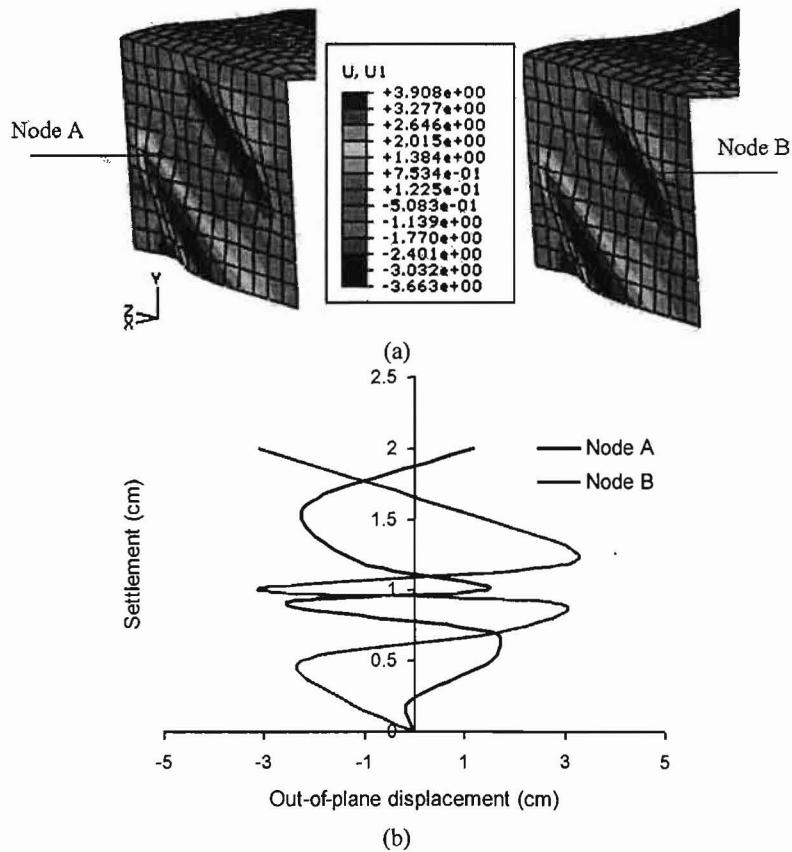 Node A
U, U1
+3.908e+00
+3.277e+00
+2.646e+00
+2.015e+00
+1.384e+00
+7.534e-01
+1.225e-01
-5.083e-01
-1.139e+00
-1.770e+00
-2.401e+00
-3.032e+00
-3.663e+00
Node B
Y
Z
X
(a)
2.5
2
1.5
1
0.5
0
Settlement (cm)
Node A
Node B
-5
-3
-1
1
3
5
Out-of-plane displacement (cm)
(b)